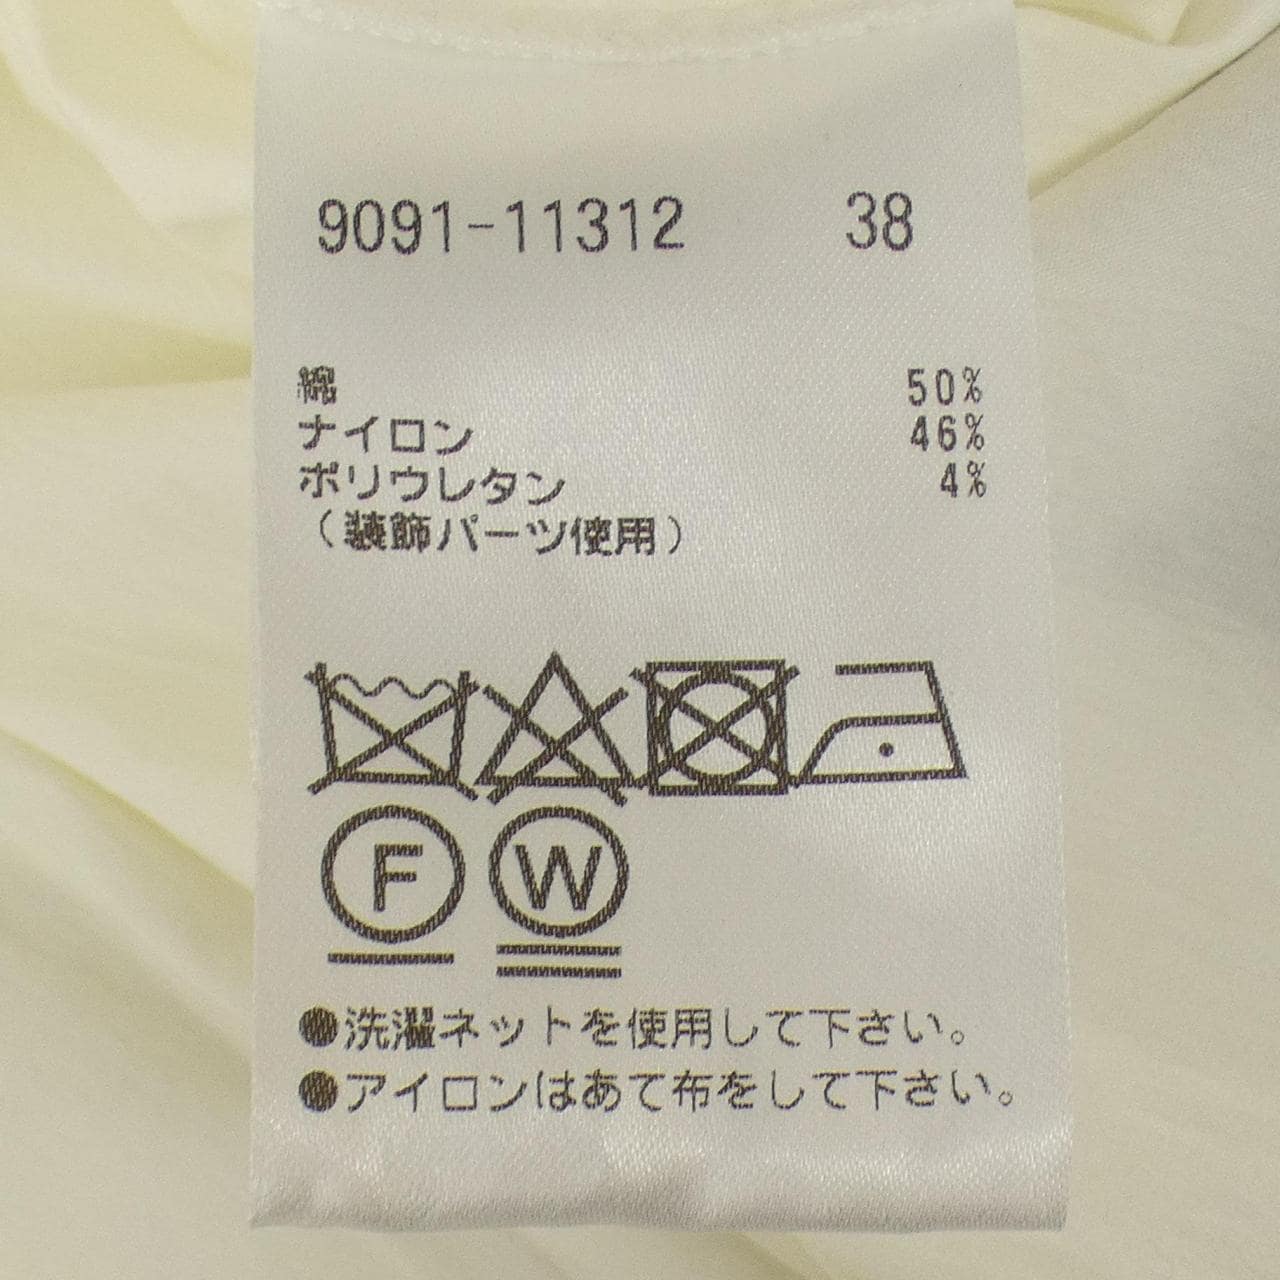 9091-11312 38
綿 50%
ナイロン 46%
ポリウレタン 4%
（装飾パーツ使用）
F W
●洗濯ネットを使用して下さい。
●アイロンはあて布をして下さい。